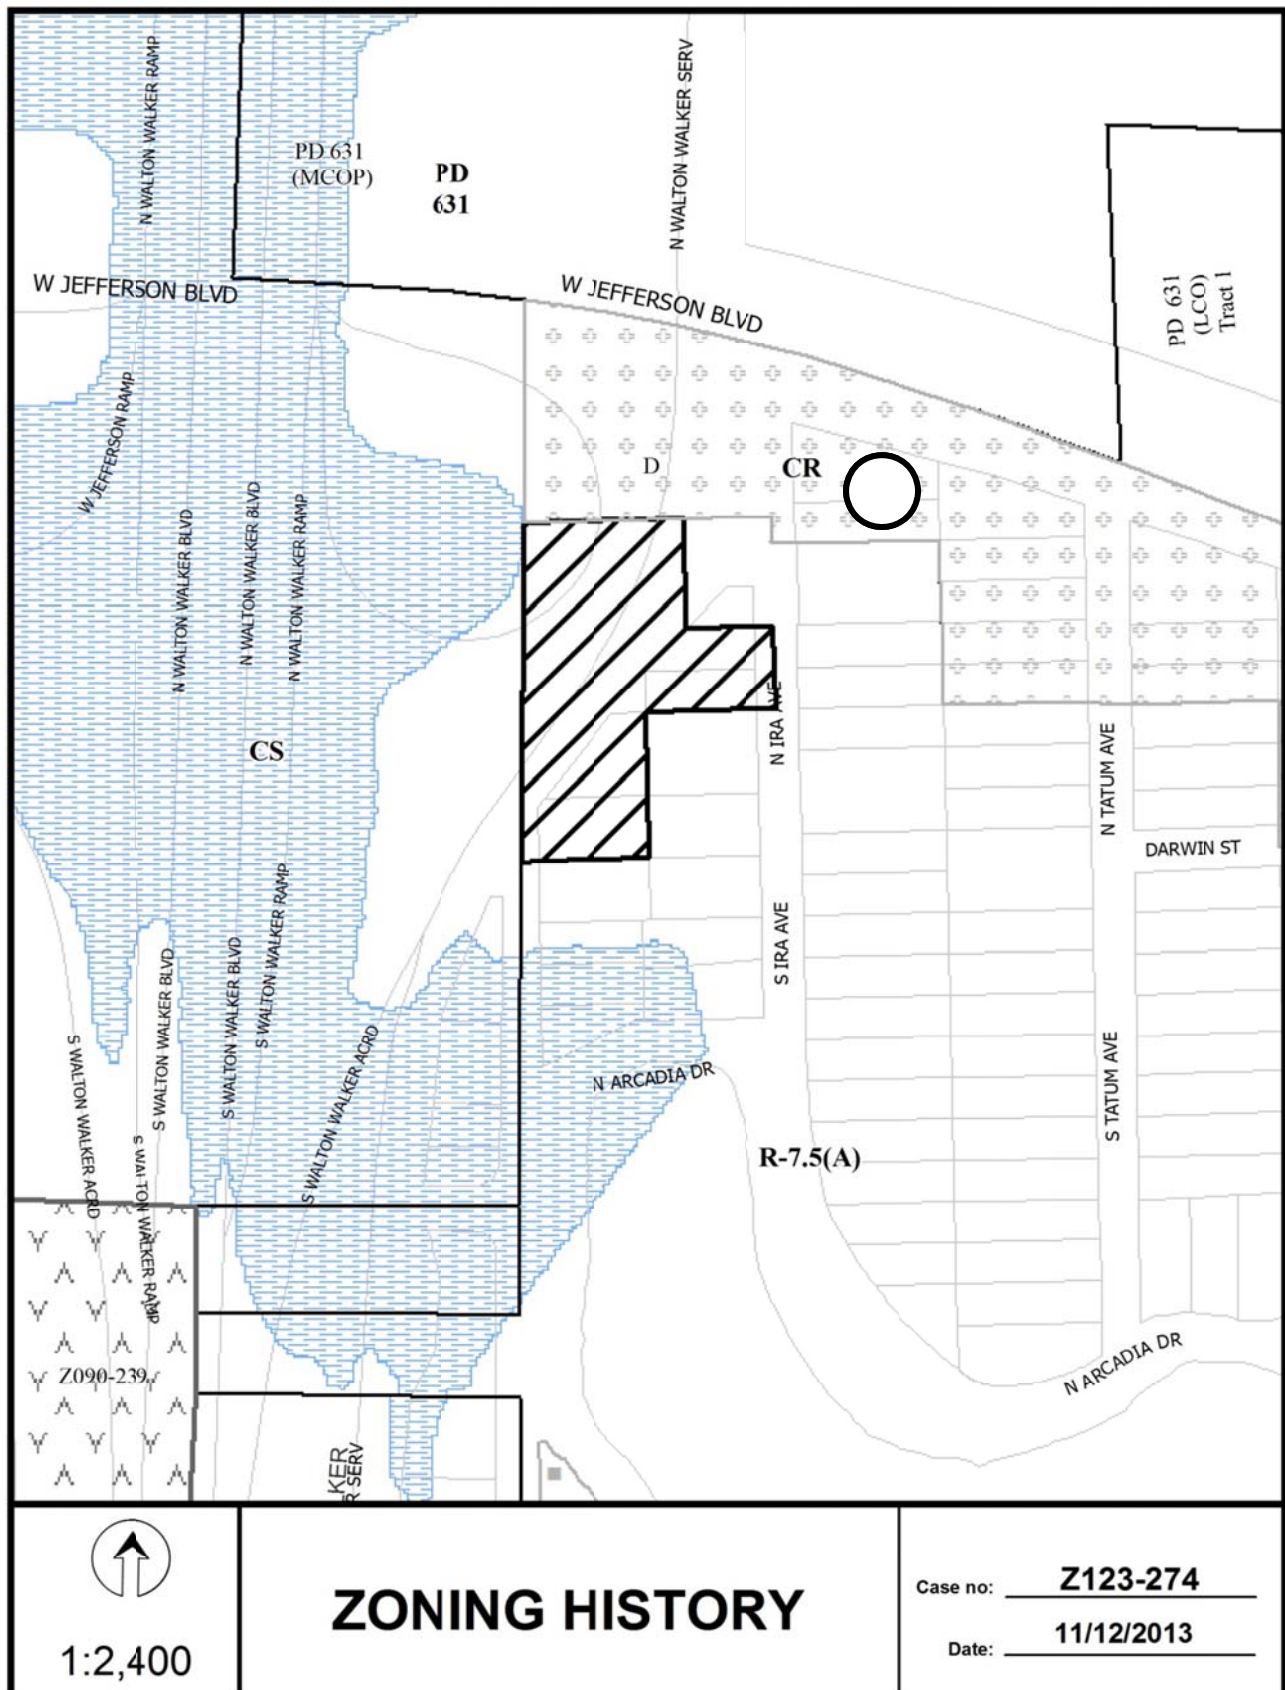 N WALTON WALKER RAMP
PD 631
(MCOP)
PD
631
N WALTON WALKER SERV
W JEFFERSON BLVD
W JEFFERSON BLVD
PD 631
(LCO)
Tract 1
W JEFFERSON RAMP
D
CR
N WALTON WALKER BLVD
N WALTON WALKER BLVD
N WALTON WALKER RAMP
N IRA AVE
CS
N TATUM AVE
DARWIN ST
S WALTON WALKER RAMP
S IRA AVE
S WALTON WALKER BLVD
S WALTON WALKER BLVD
S WALTON WALKER ACRD
S WALTON WALKER ACRD
N ARCADIA DR
S TATUM AVE
R-7.5(A)
S WALTON WALKER RAMP
Z090-239
N ARCADIA DR
KER
R SERV
1:2,400
ZONING HISTORY
Case no: Z123-274
Date: 11/12/2013